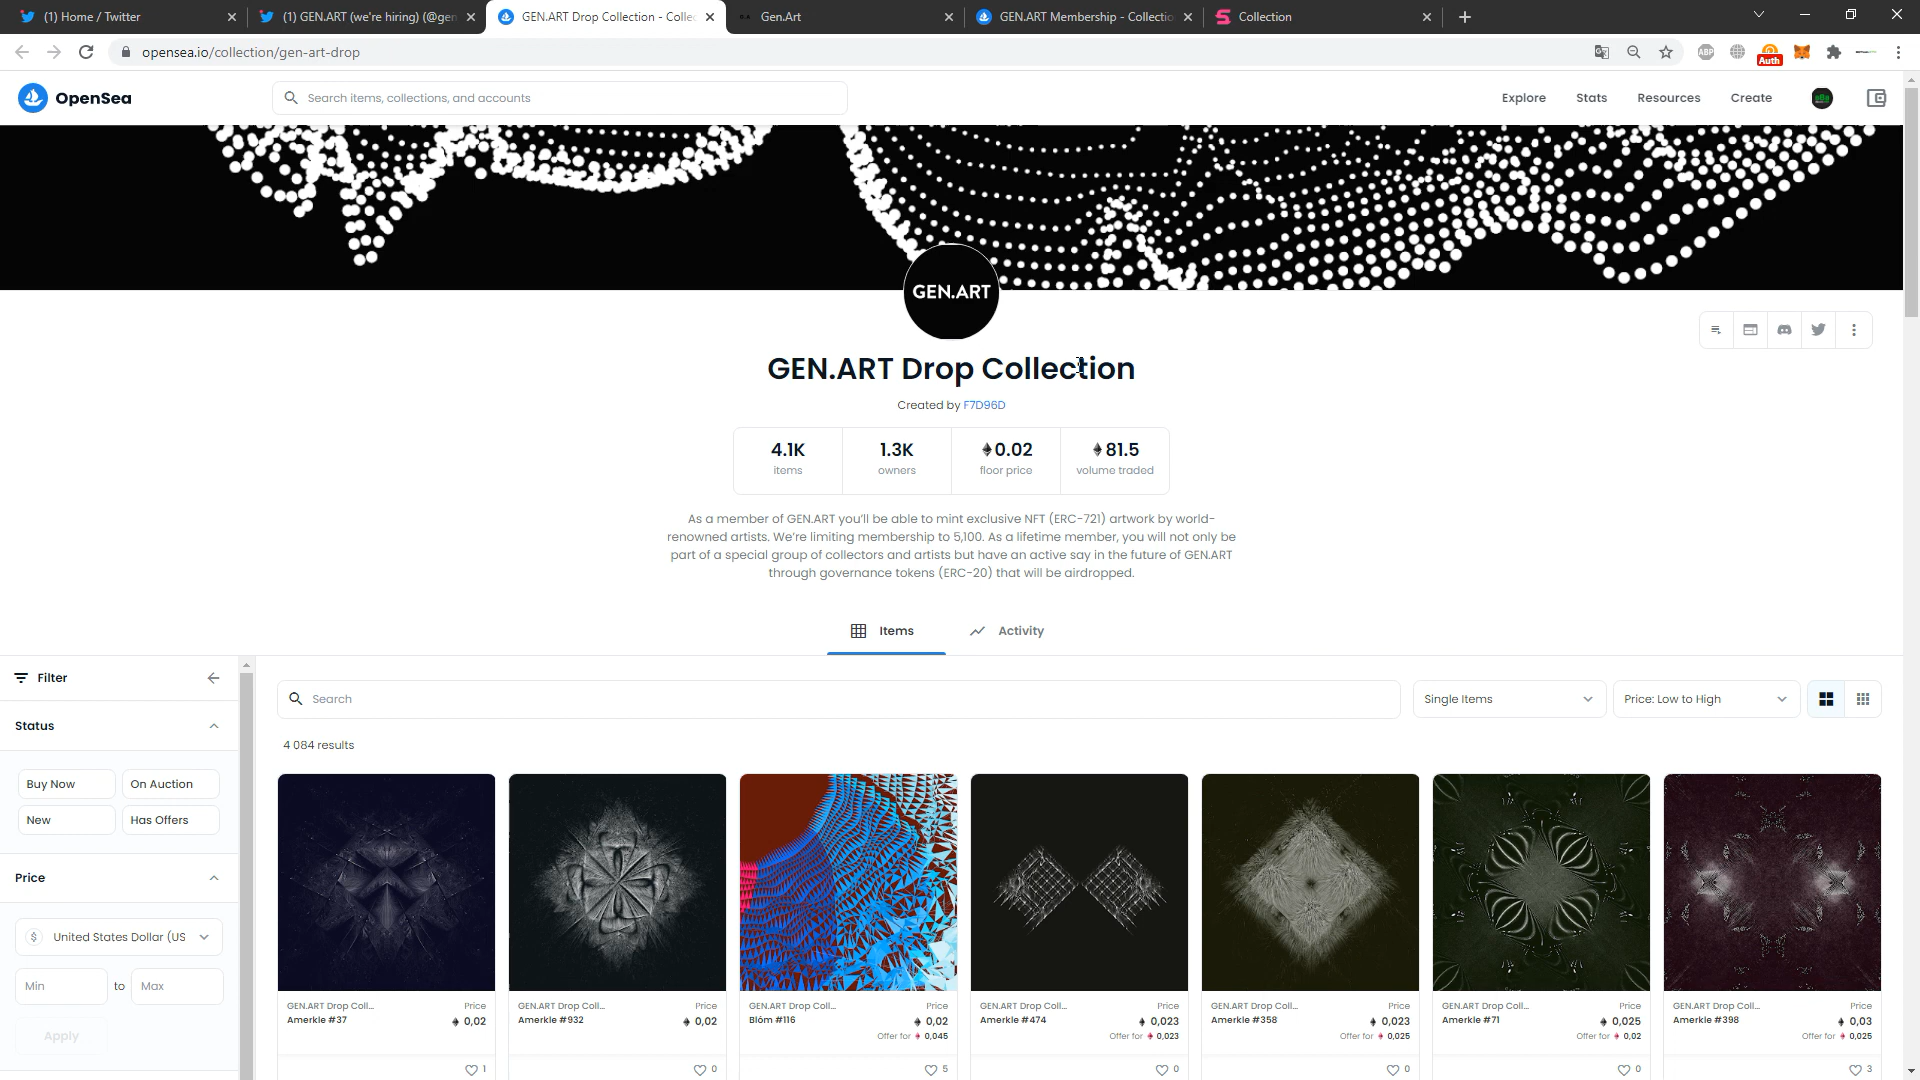 (1) Home / Twitter
(1) GEN.ART (we're hiring) (@gen
GEN.ART Drop Collection - Collec
Gen.Art
GEN.ART Membership - Collectio
Collection
opensea.io/collection/gen-art-drop
ABP
Auth
OpenSea
Search items, collections, and accounts
Explore
Stats
Resources
Create
GEN.ART
GEN.ART Drop Collection
Created by F7D96D
4.1K
1.3K
0.02
81.5
items
owners
floor price
volume traded
As a member of GEN.ART you'll be able to mint exclusive NFT (ERC-721) artwork by world-
renowned artists. We're limiting membership to 5,100. As a lifetime member, you will not only be
part of a special group of collectors and artists but have an active say in the future of GEN.ART
through governance tokens (ERC-20) that will be airdropped.
Items
Activity
Filter
Status
Buy Now
On Auction
New
Has Offers
Price
$ United States Dollar (US
Min
to
Max
Apply
Search
Single Items
Price: Low to High
4 084 results
GEN.ART Drop Coll...
Price
Amerkle #37
0,02
1
GEN.ART Drop Coll...
Price
Amerkle #932
0,02
0
GEN.ART Drop Coll...
Price
Blóm #116
0,02
Offer for 0,045
5
GEN.ART Drop Coll...
Price
Amerkle #474
0,023
Offer for 0,023
0
GEN.ART Drop Coll...
Price
Amerkle #358
0,023
Offer for 0,025
0
GEN.ART Drop Coll...
Price
Amerkle #71
0,025
Offer for 0,02
0
GEN.ART Drop Coll...
Price
Amerkle #398
0,03
Offer for 0,025
3